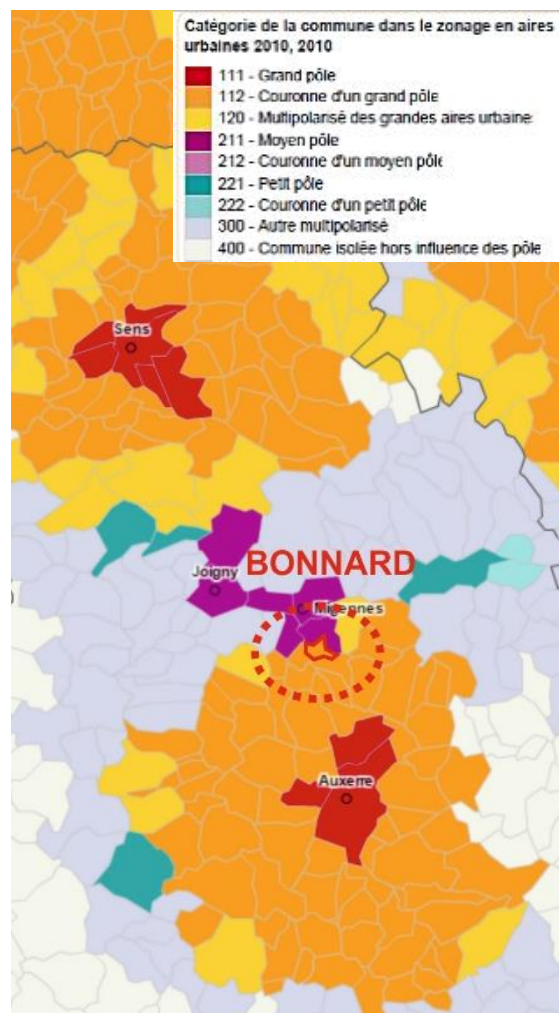 Catégorie de la commune dans le zonage en aires
urbaines 2010, 2010
111 - Grand pôle
112 - Couronne d'un grand pôle
120 - Multipolarisé des grandes aires urbaine
211 - Moyen pôle
212 - Couronne d'un moyen pôle
221 - Petit pôle
222 - Couronne d'un petit pôle
300 - Autre multipolarisé
400 - Commune isolée hors influence des pôle
Sens
BONNARD
Joigny
Migennes
Auxerre